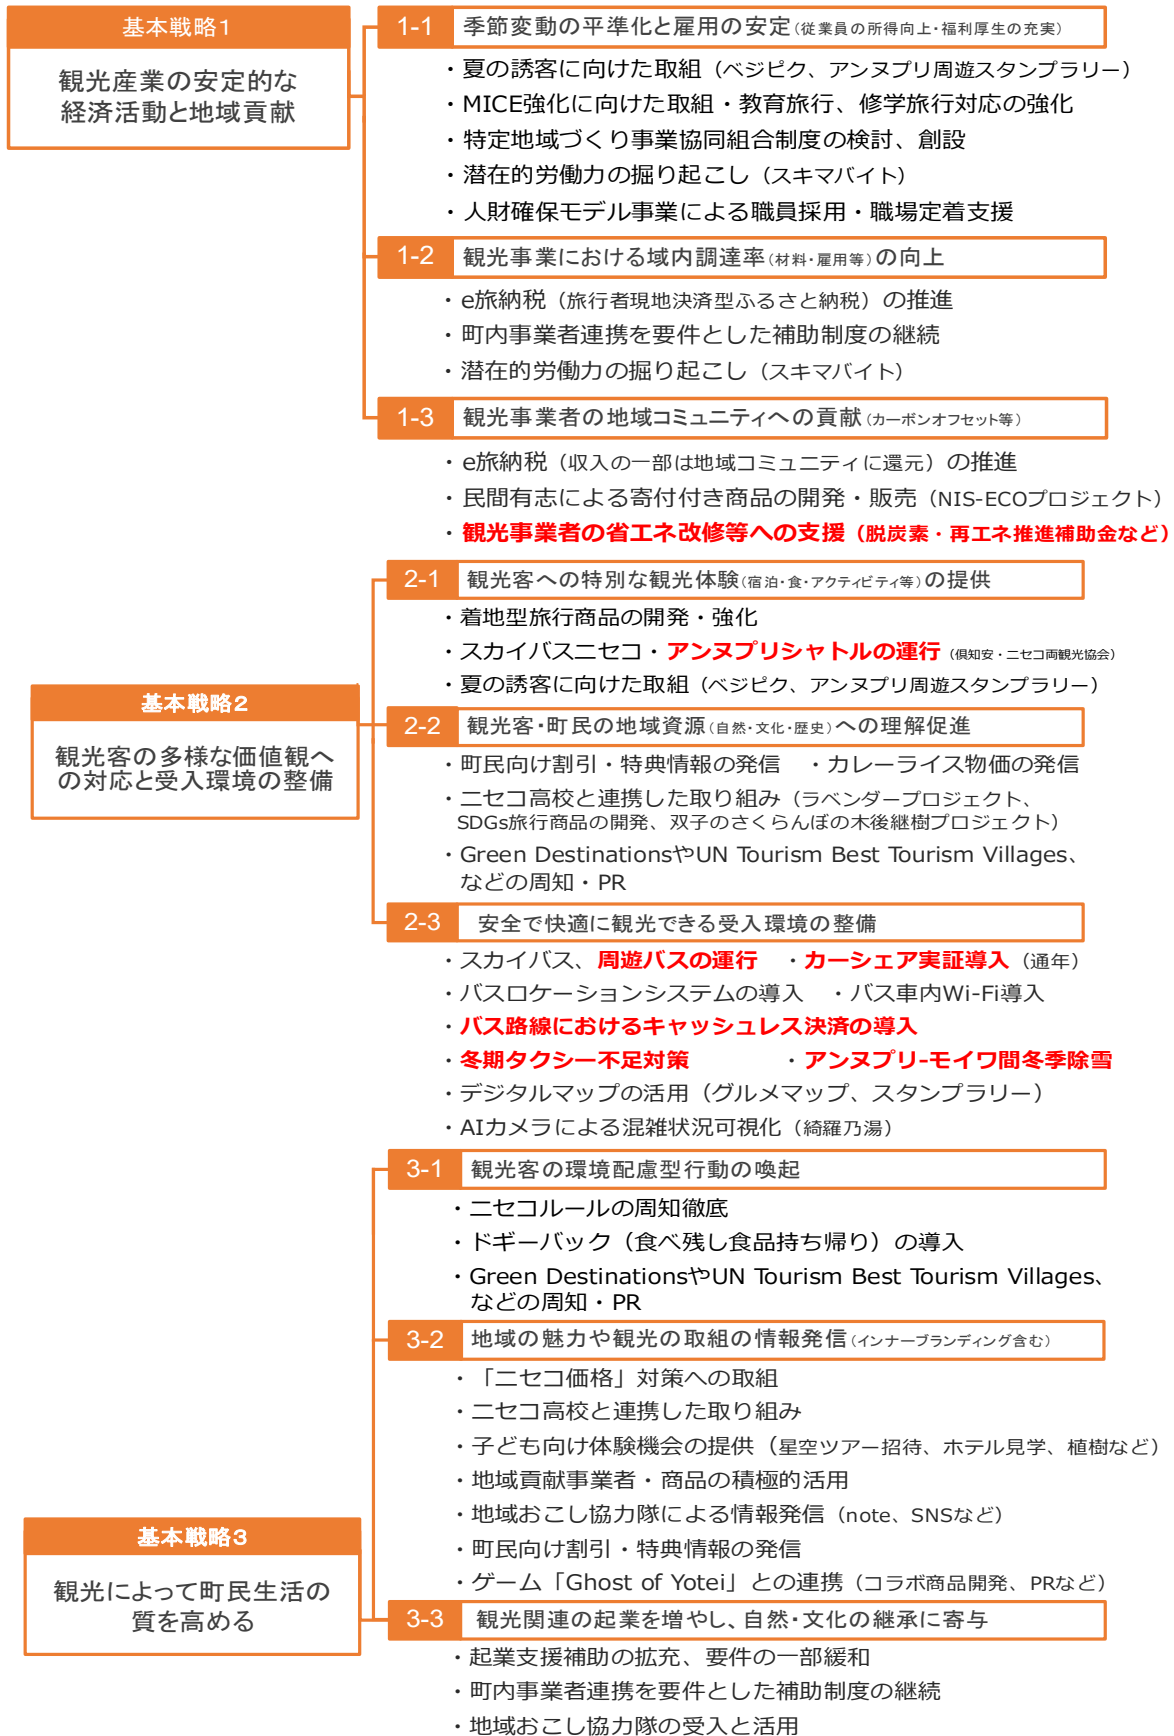 基本戦略1
観光産業の安定的な
経済活動と地域貢献
1-1 季節変動の平準化と雇用の安定(従業員の所得向上・福利厚生の充実)
・夏の誘客に向けた取組（ベジピク、アンヌプリ周遊スタンプラリー）
・MICE強化に向けた取組・教育旅行、修学旅行対応の強化
・特定地域づくり事業協同組合制度の検討、創設
・潜在的労働力の掘り起こし（スキマバイト）
・人財確保モデル事業による職員採用・職場定着支援
1-2 観光事業における域内調達率(材料・雇用等)の向上
・e旅納税（旅行者現地決済型ふるさと納税）の推進
・町内事業者連携を要件とした補助制度の継続
・潜在的労働力の掘り起こし（スキマバイト）
1-3 観光事業者の地域コミュニティへの貢献(カーボンオフセット等)
・e旅納税（収入の一部は地域コミュニティに還元）の推進
・民間有志による寄付付き商品の開発・販売（NIS-ECOプロジェクト）
・観光事業者の省エネ改修等への支援（脱炭素・再エネ推進補助金など）
基本戦略2
観光客の多様な価値観へ
の対応と受入環境の整備
2-1 観光客への特別な観光体験(宿泊・食・アクティビティ等)の提供
・着地型旅行商品の開発・強化
・スカイバスニセコ・アンヌプリシャトルの運行（倶知安・ニセコ両観光協会）
・夏の誘客に向けた取組（ベジピク、アンヌプリ周遊スタンプラリー）
2-2 観光客・町民の地域資源(自然・文化・歴史)への理解促進
・町民向け割引・特典情報の発信　・カレーライス物価の発信
・ニセコ高校と連携した取り組み（ラベンダープロジェクト、
SDGs旅行商品の開発、双子のさくらんぼの木後継樹プロジェクト）
・Green DestinationsやUN Tourism Best Tourism Villages、
などの周知・PR
2-3 安全で快適に観光できる受入環境の整備
・スカイバス、周遊バスの運行　・カーシェア実証導入（通年）
・バスロケーションシステムの導入　・バス車内Wi-Fi導入
・バス路線におけるキャッシュレス決済の導入
・冬期タクシー不足対策　・アンヌプリ-モイワ間冬季除雪
・デジタルマップの活用（グルメマップ、スタンプラリー）
・AIカメラによる混雑状況可視化（綺羅乃湯）
基本戦略3
観光によって町民生活の
質を高める
3-1 観光客の環境配慮型行動の喚起
・ニセコルールの周知徹底
・ドギーバック（食べ残し食品持ち帰り）の導入
・Green DestinationsやUN Tourism Best Tourism Villages、
などの周知・PR
3-2 地域の魅力や観光の取組の情報発信(インナーブランディング含む)
・「ニセコ価格」対策への取組
・ニセコ高校と連携した取り組み
・子ども向け体験機会の提供（星空ツアー招待、ホテル見学、植樹など）
・地域貢献事業者・商品の積極的活用
・地域おこし協力隊による情報発信（note、SNSなど）
・町民向け割引・特典情報の発信
・ゲーム「Ghost of Yotei」との連携（コラボ商品開発、PRなど）
3-3 観光関連の起業を増やし、自然・文化の継承に寄与
・起業支援補助の拡充、要件の一部緩和
・町内事業者連携を要件とした補助制度の継続
・地域おこし協力隊の受入と活用